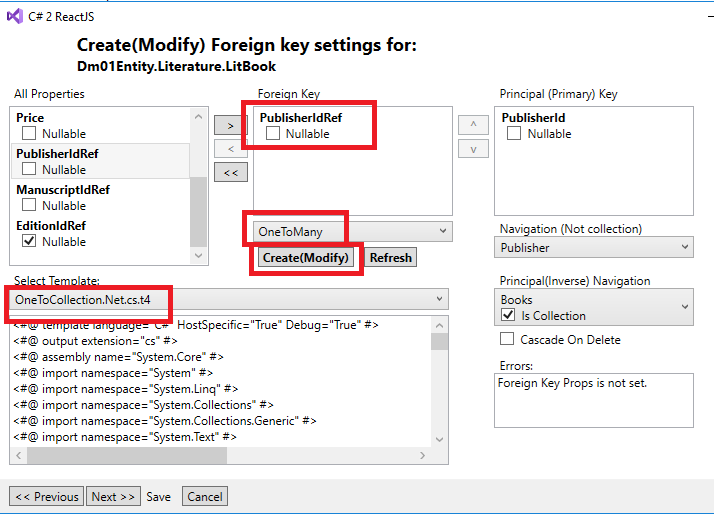 C# 2 ReactJS
Create(Modify) Foreign key settings for:
Dm01Entity.Literature.LitBook
All Properties
Foreign Key
Principal (Primary) Key
Price
Nullable
PublisherIdRef
Nullable
ManuscriptIdRef
Nullable
EditionIdRef
Nullable
>
<
<<
PublisherIdRef
Nullable
^
v
PublisherId
Nullable
OneToMany
Create(Modify)
Refresh
Navigation (Not collection)
Publisher
Select Template:
OneToCollection.Net.cs.t4
Principal(Inverse) Navigation
Books
Is Collection
Cascade On Delete
<#@ template language="C#" HostSpecific="True" Debug="True" #>
<#@ output extension="cs" #>
<#@ assembly name="System.Core" #>
<#@ import namespace="System" #>
<#@ import namespace="System.Linq" #>
<#@ import namespace="System.Collections" #>
<#@ import namespace="System.Collections.Generic" #>
<#@ import namespace="System.Text" #>
Errors:
Foreign Key Props is not set.
<< Previous
Next >>
Save
Cancel